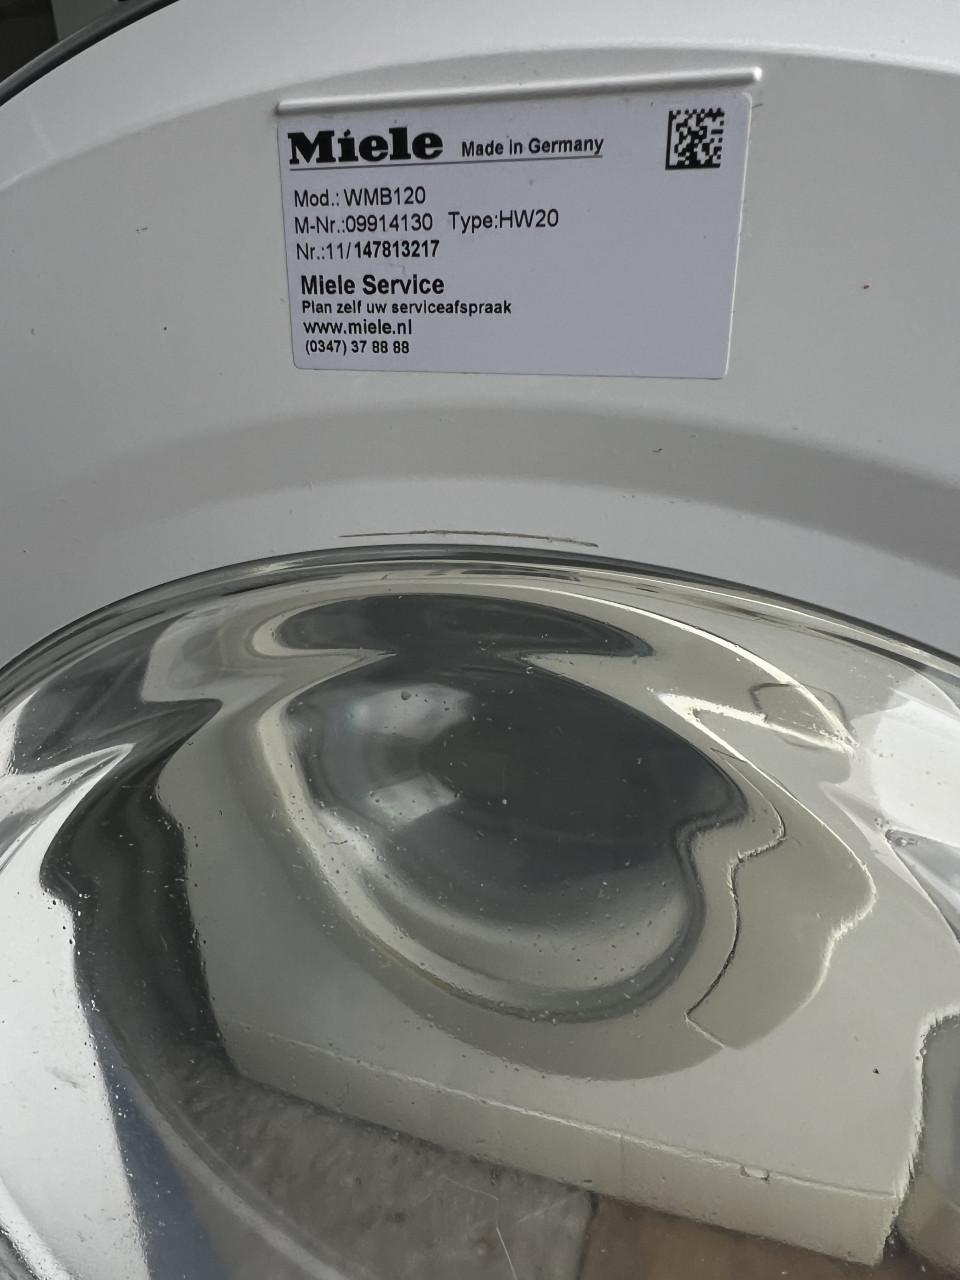 Miele Made in Germany
Mod.: WMB120
M-Nr.:09914130 Type:HW20
Nr.:11/147813217
Miele Service
Plan zelf uw serviceafspraak
www.miele.nl
(0347) 37 88 88